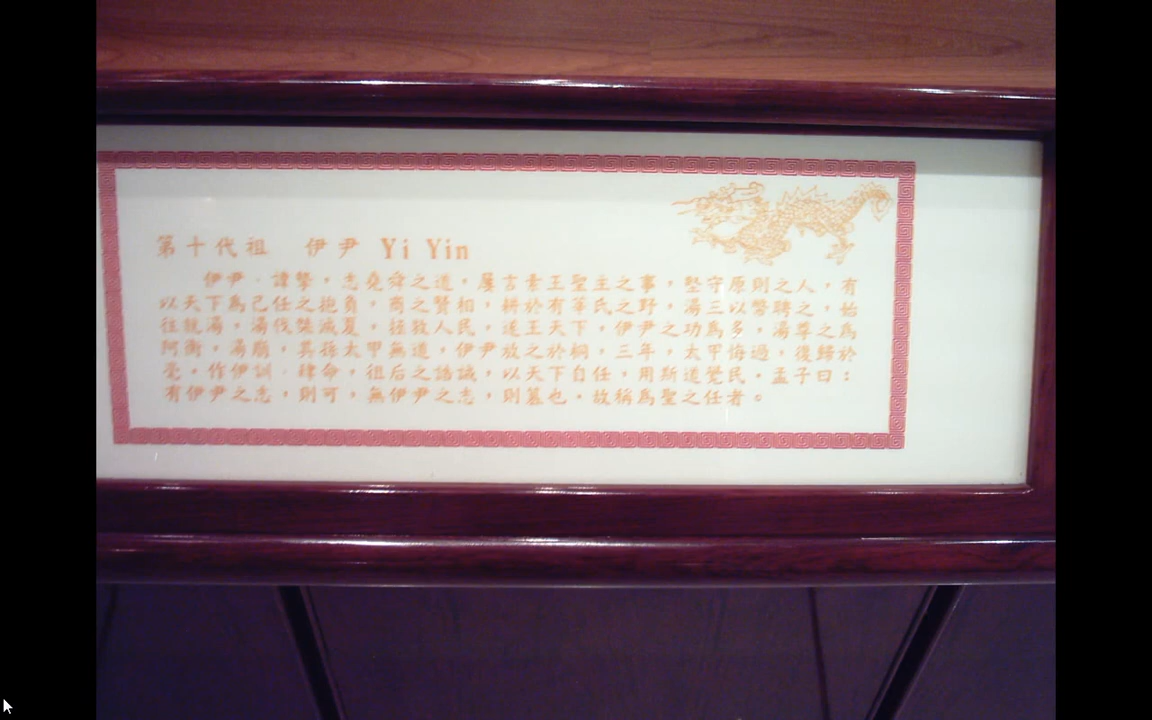 第十代祖 伊尹 Yi Yin
伊尹·諱摯，志堯舜之道，屢言素王聖主之事，堅守原則之人，有
以天下為己任之抱負，商之賢相，耕於有莘氏之野，湯三以幣聘之，始
往就湯，湯伐桀滅夏，拯救人民，遂王天下，伊尹之功為多，湯尊之為
阿衡，湯崩，其孫太甲無道，伊尹放之於桐，三年，太甲悔過，復歸於
亳，作伊訓·肆命，徂后之誥誡，以天下自任，用斯道覺民，孟子曰：
有伊尹之志，則可，無伊尹之志，則篡也，故稱為聖之任者。